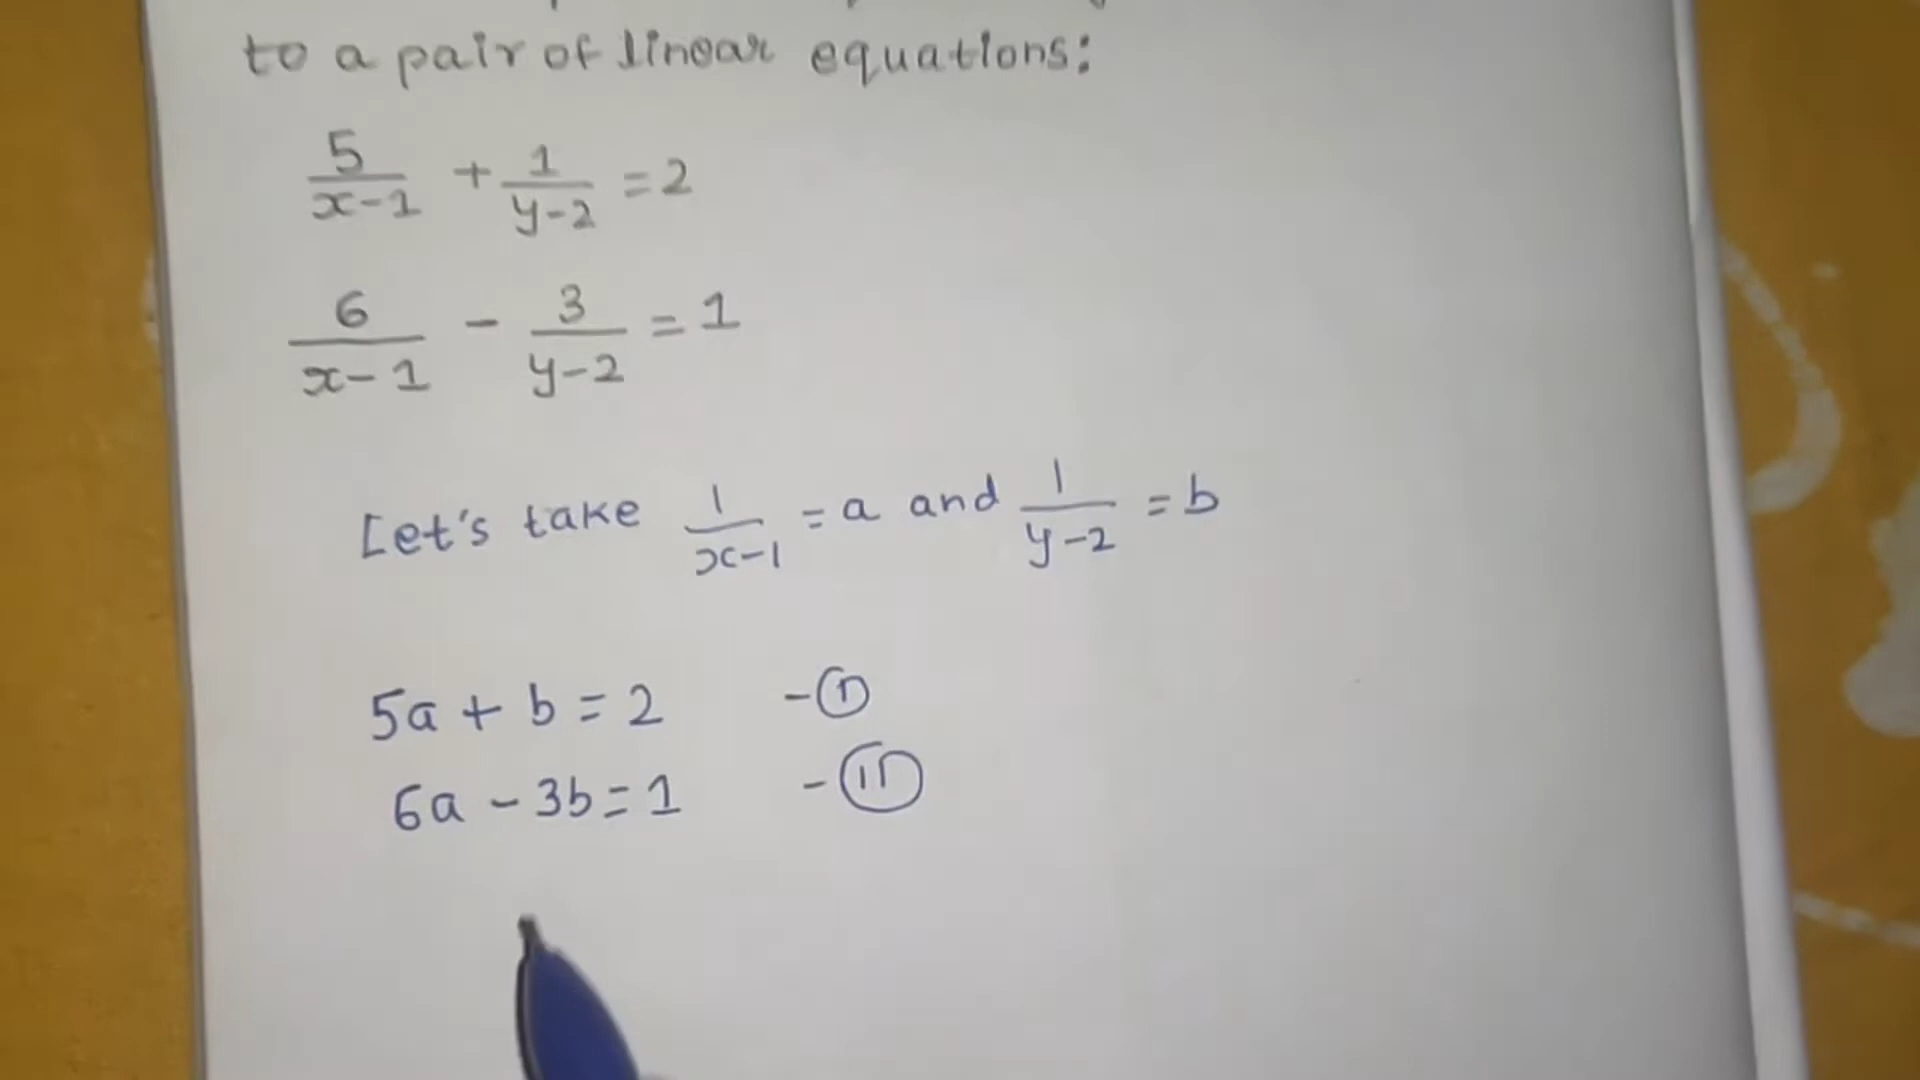 to a pair of linear equations:
5/(x-1) + 1/(y-2) = 2
6/(x-1) - 3/(y-2) = 1
Let's take 1/(x-1) = a and 1/(y-2) = b
5a + b = 2 - (I)
6a - 3b = 1 - (II)